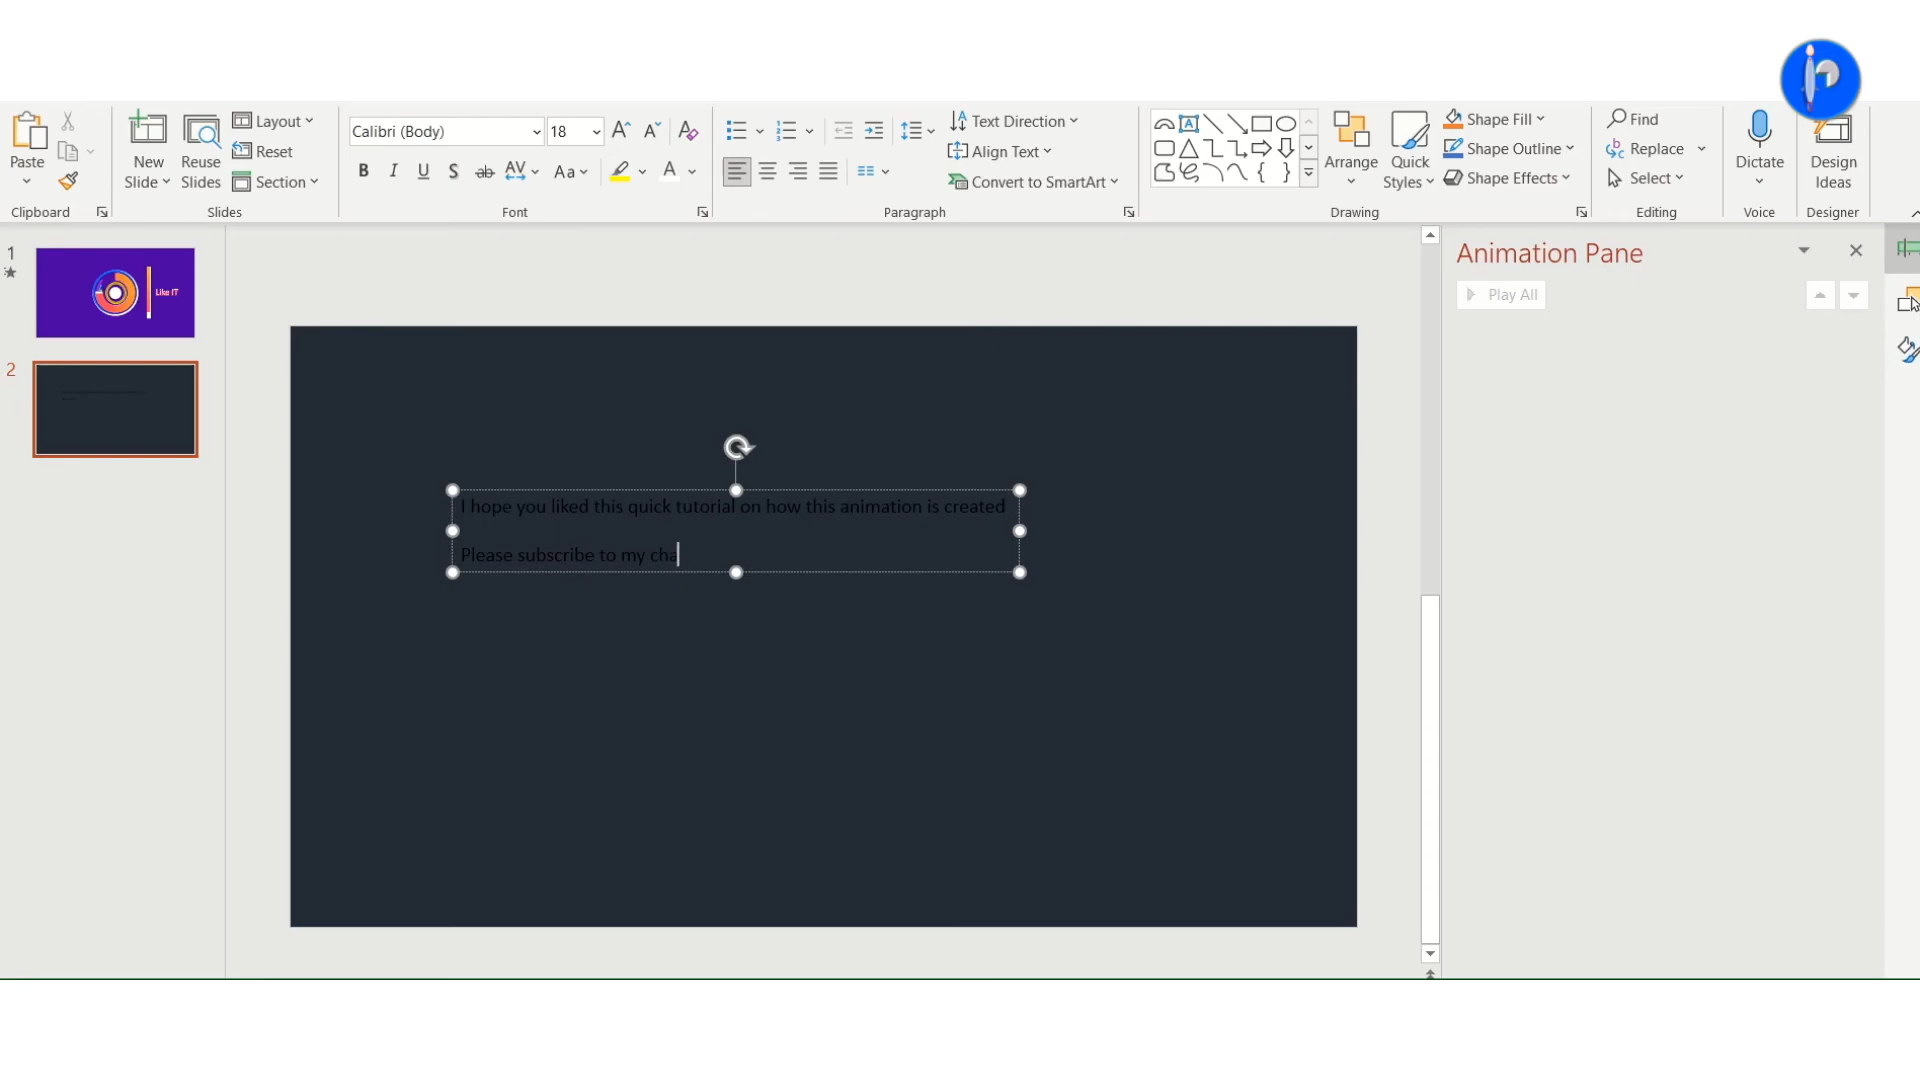 Paste
Clipboard
New
Slide
Reuse
Slides
Layout
Reset
Section
Slides
Calibri (Body)
18
B I U S ab AV Aa A
Font
Text Direction
Align Text
Convert to SmartArt
Paragraph
Arrange
Quick
Styles
Shape Fill
Shape Outline
Shape Effects
Drawing
Find
Replace
Select
Editing
Dictate
Voice
Design
Ideas
Designer
1
Like IT
2
I hope you liked this quick tutorial on how this animation is created
Please subscribe to my cha
Animation Pane
Play All